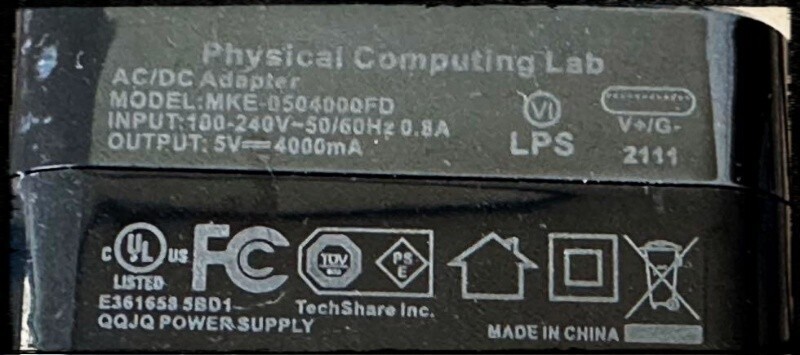 Physical Computing Lab
AC/DC Adapter
MODEL:MKE-0504000FD
INPUT:100-240V~50/60Hz 0.8A
OUTPUT: 5V⎓4000mA
VI
LPS
V+/G-
2111
c UL US
LISTED
FC
TÜV
PS
E
E361658 5BD1
TechShare Inc.
QQJQ POWER SUPPLY
MADE IN CHINA